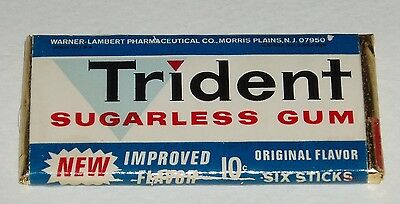 WARNER-LAMBERT PHARMACEUTICAL CO., MORRIS PLAINS, N.J. 07950
Trident
SUGARLESS GUM
NEW IMPROVED FLAVOR 10¢ ORIGINAL FLAVOR
SIX STICKS